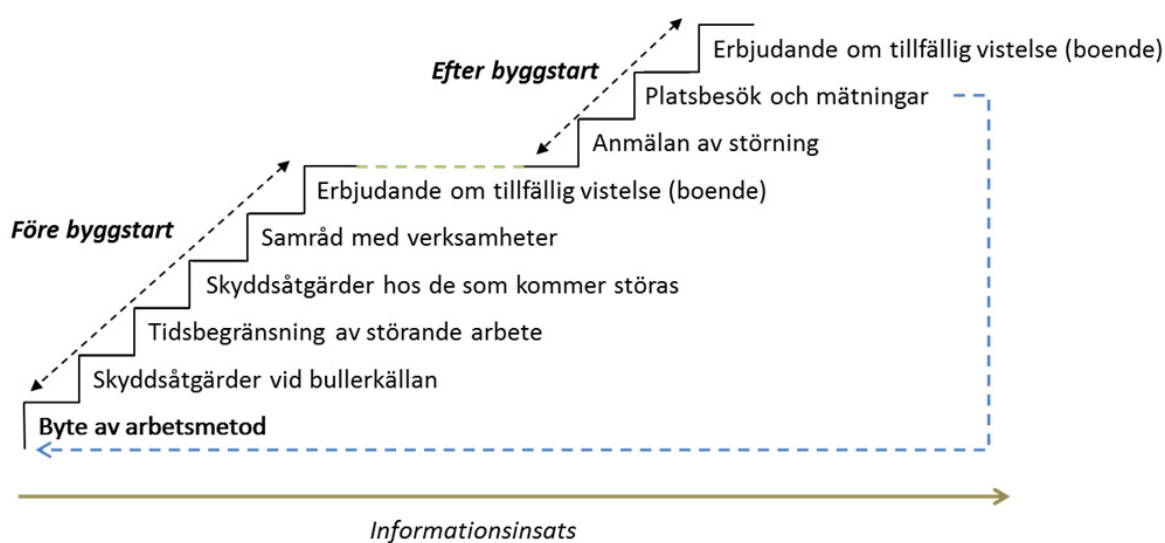 Erbjudande om tillfällig vistelse (boende)
Efter byggstart
Platsbesök och mätningar
Anmälan av störning
Erbjudande om tillfällig vistelse (boende)
Före byggstart
Samråd med verksamheter
Skyddsåtgärder hos de som kommer störas
Tidsbegränsning av störande arbete
Skyddsåtgärder vid bullerkällan
Byte av arbetsmetod
Informationsinsats